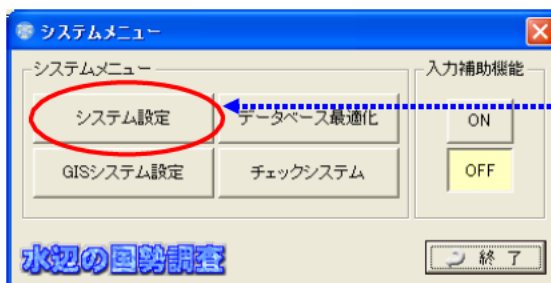 システムメニュー
システムメニュー
入力補助機能
システム設定
データベース最適化
ON
GISシステム設定
チェックシステム
OFF
水辺の国勢調査
終 了